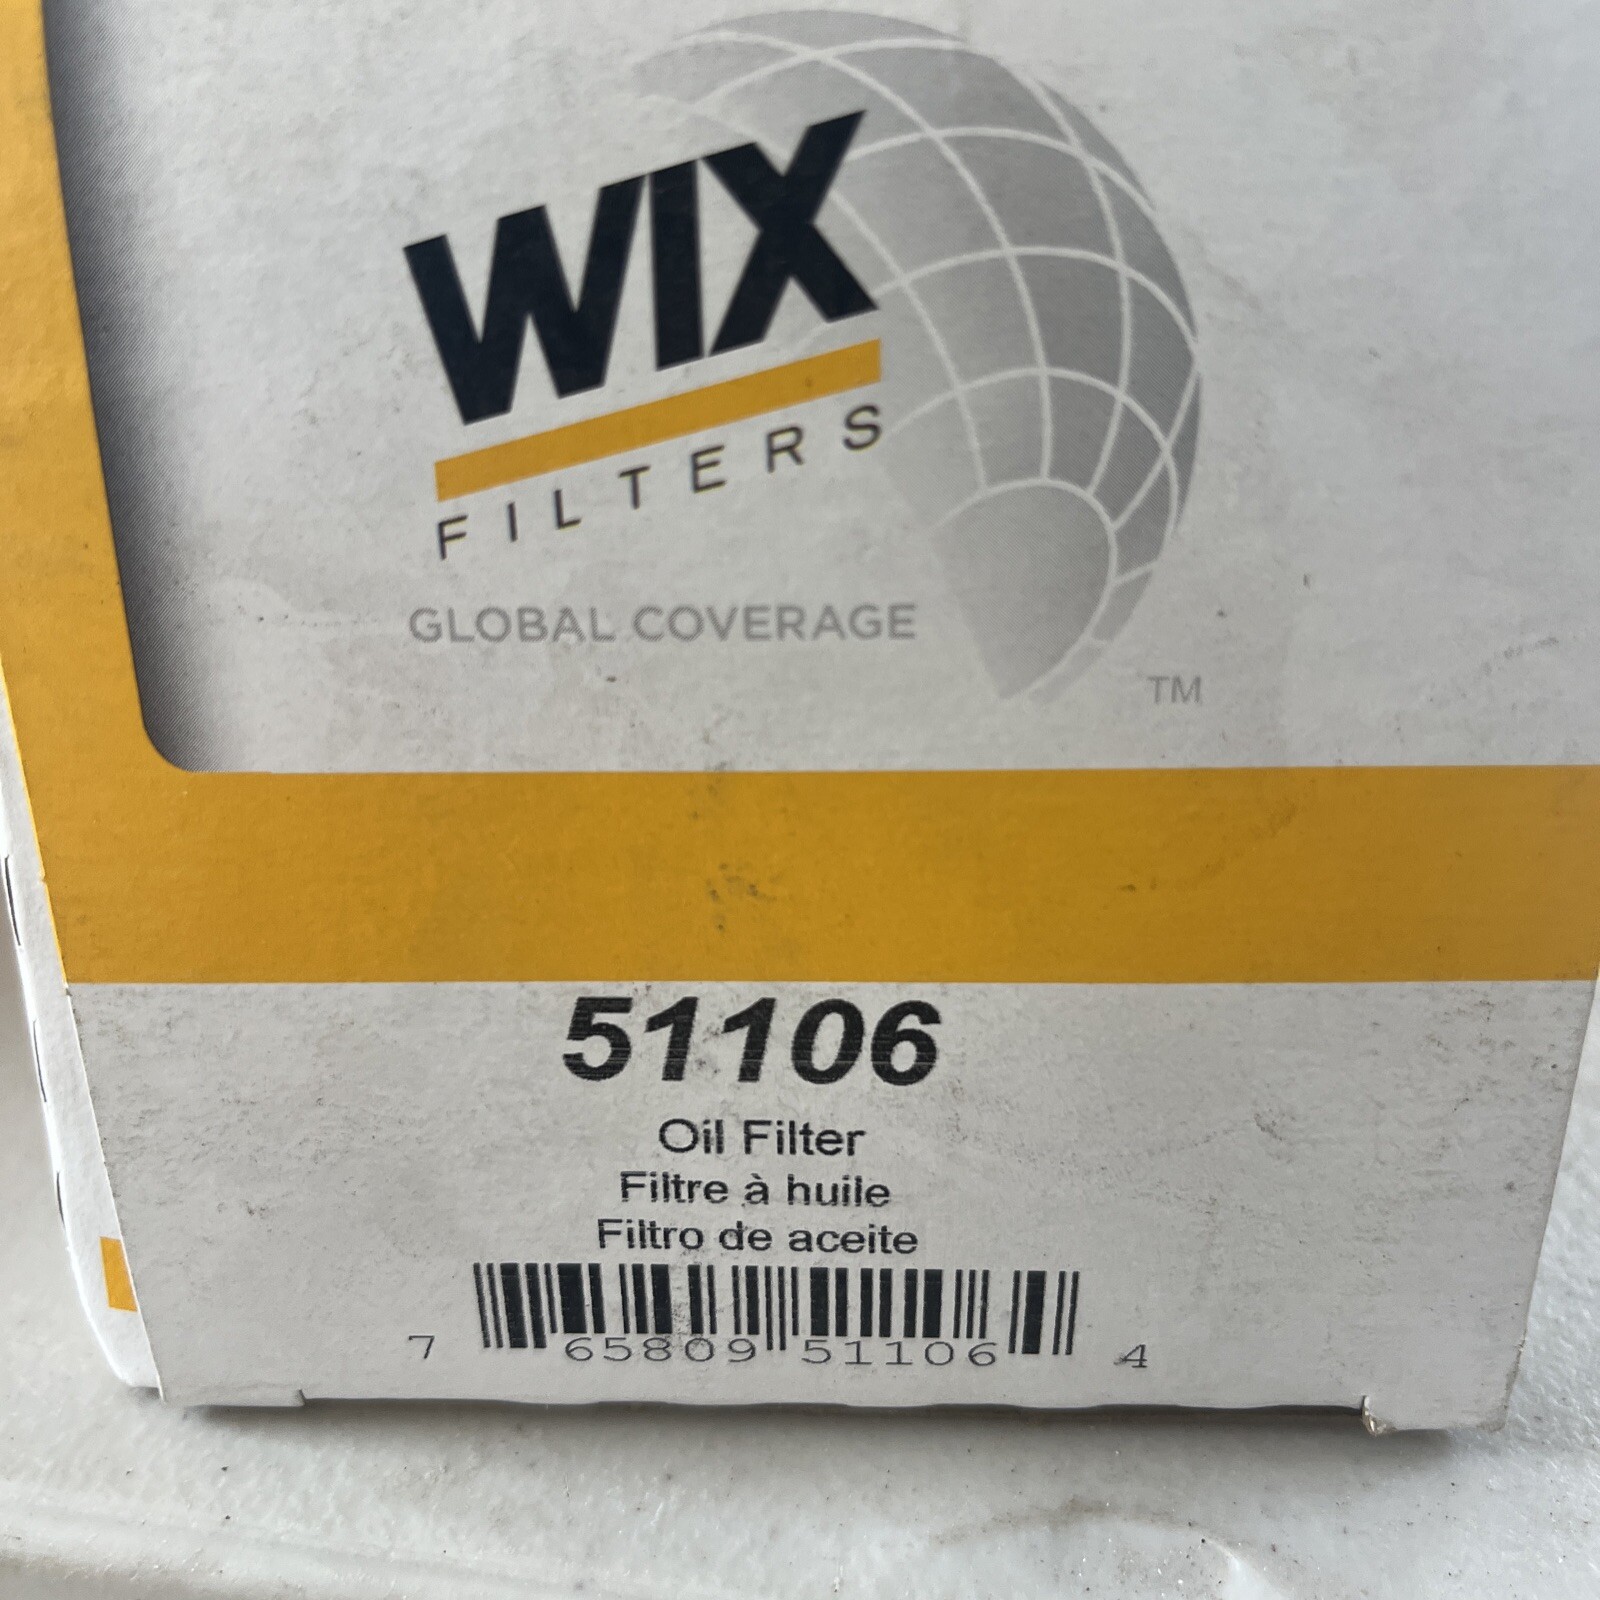 WIX
FILTERS
GLOBAL COVERAGE
TM
51106
Oil Filter
Filtre à huile
Filtro de aceite
7 65809 51106 4